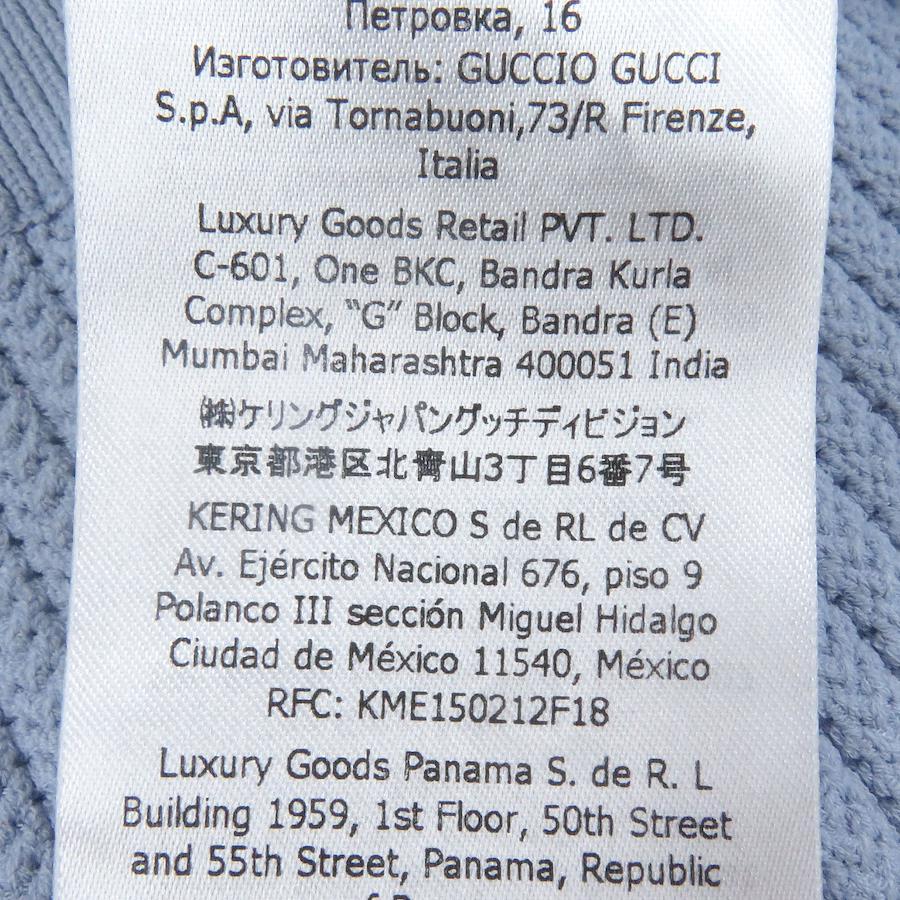 Петровка, 16
Изготовитель: GUCCIO GUCCI
S.p.A, via Tornabuoni,73/R Firenze,
Italia
Luxury Goods Retail PVT. LTD.
C-601, One BKC, Bandra Kurla
Complex, “G” Block, Bandra (E)
Mumbai Maharashtra 400051 India
㈱ケリングジャパングッチディビジョン
東京都港区北青山3丁目6番7号
KERING MEXICO S de RL de CV
Av. Ejército Nacional 676, piso 9
Polanco III sección Miguel Hidalgo
Ciudad de México 11540, México
RFC: KME150212F18
Luxury Goods Panama S. de R. L
Building 1959, 1st Floor, 50th Street
and 55th Street, Panama, Republic